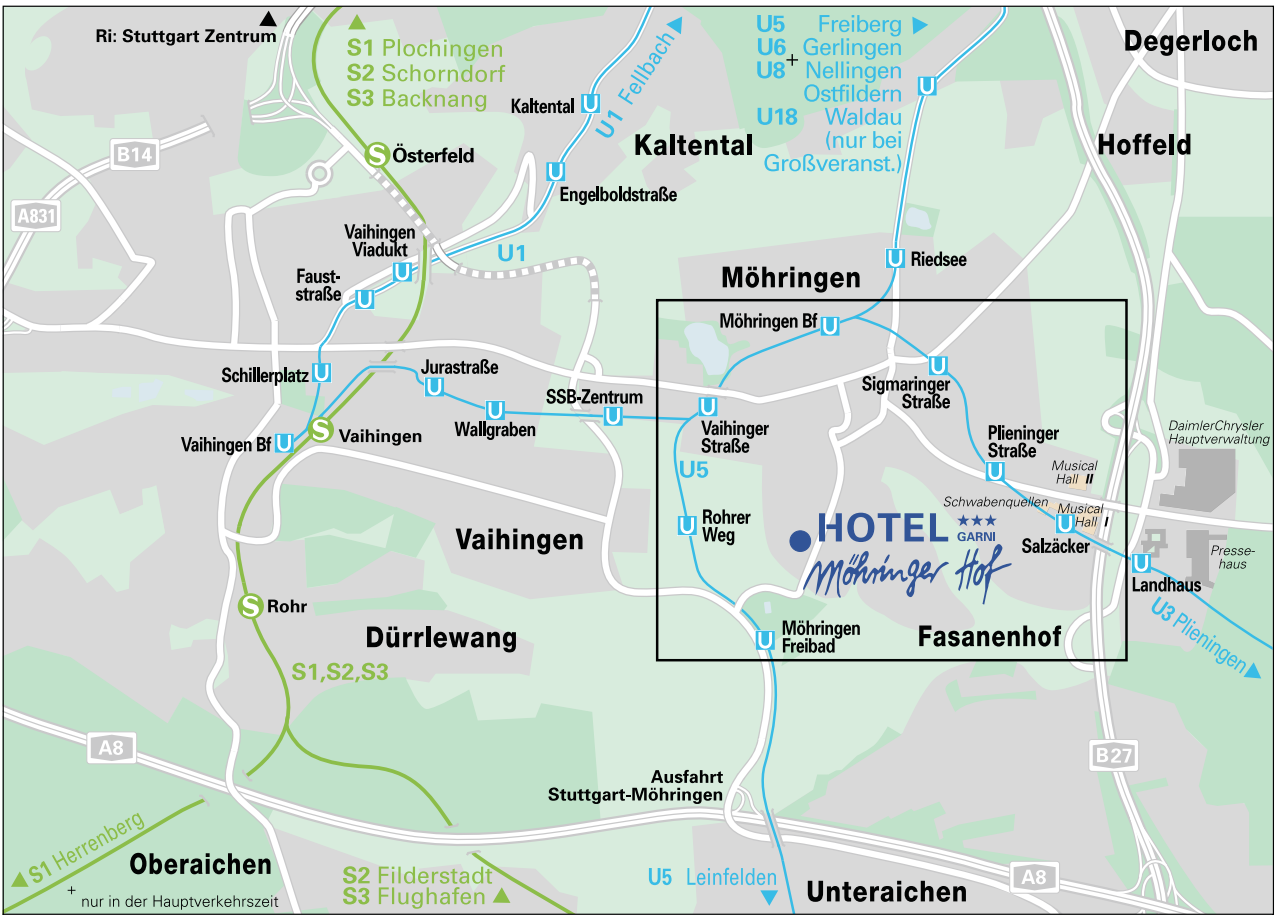 Ri: Stuttgart Zentrum
S1 Plochingen
S2 Schorndorf
S3 Backnang
U1 Fellbach
U5 Freiberg
U6 Gerlingen
U8+ Nellingen
Ostfildern
U18 Waldau
(nur bei
Großveranst.)
Degerloch
Kaltental
Kaltental
Hoffeld
B14
Österfeld
Engelboldstraße
A831
Vaihingen
Viadukt
U1
Riedsee
Faust-
straße
Möhringen
Möhringen Bf
Schillerplatz
Jurastraße
Sigmaringer
Straße
SSB-Zentrum
Wallgraben
Vaihinger
Straße
Vaihingen Bf
Vaihingen
Plieninger
Straße
DaimlerChrysler
Hauptverwaltung
U5
Musical
Hall II
Schwabenquellen
Musical
Hall I
Rohrer
Weg
HOTEL
★★★
GARNI
Möhringer Hof
Salzäcker
Presse-
haus
Vaihingen
Landhaus
Rohr
U3 Plieningen
Dürrlewang
Möhringen
Freibad
Fasanenhof
S1,S2,S3
A8
B27
Ausfahrt
Stuttgart-Möhringen
S1 Herrenberg
Oberaichen
S2 Filderstadt
S3 Flughafen
U5 Leinfelden
Unteraichen
A8
+
nur in der Hauptverkehrszeit